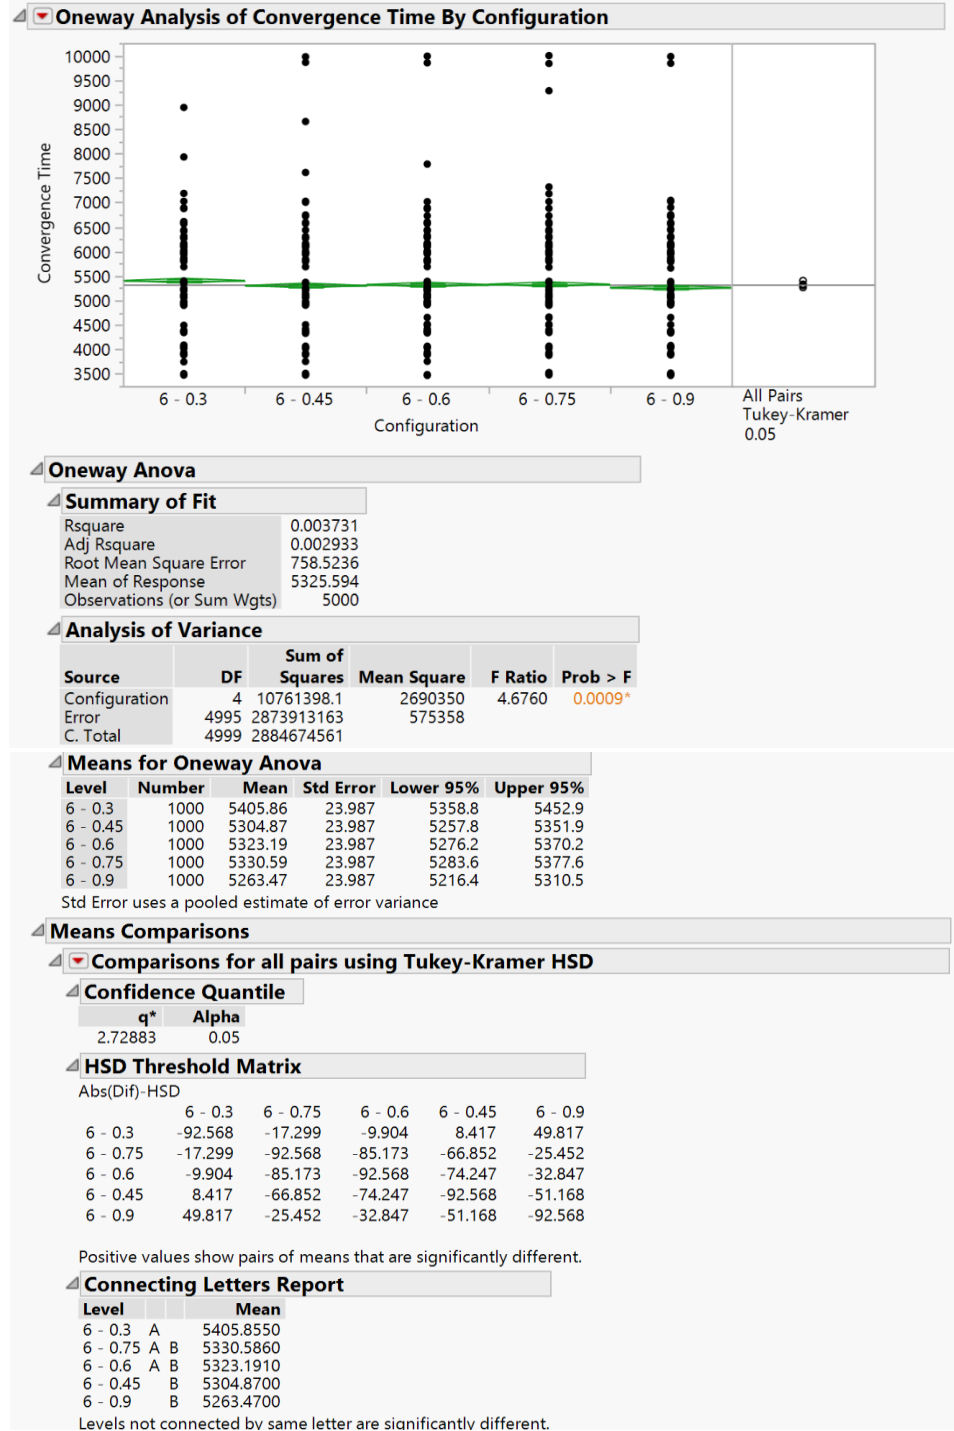 Oneway Analysis of Convergence Time By Configuration
10000
9500
9000
8500
8000
7500
7000
6500
6000
5500
5000
4500
4000
3500
Convergence Time
6 - 0.3 6 - 0.45 6 - 0.6 6 - 0.75 6 - 0.9
Configuration
All Pairs
Tukey-Kramer
0.05
Oneway Anova
Summary of Fit
Rsquare 0.003731
Adj Rsquare 0.002933
Root Mean Square Error 758.5236
Mean of Response 5325.594
Observations (or Sum Wgts) 5000
Analysis of Variance
Source DF Sum of Squares Mean Square F Ratio Prob > F
Configuration 4 10761398.1 2690350 4.6760 0.0009*
Error 4995 2873913163 575358
C. Total 4999 2884674561
Means for Oneway Anova
Level Number Mean Std Error Lower 95% Upper 95%
6 - 0.3 1000 5405.86 23.987 5358.8 5452.9
6 - 0.45 1000 5304.87 23.987 5257.8 5351.9
6 - 0.6 1000 5323.19 23.987 5276.2 5370.2
6 - 0.75 1000 5330.59 23.987 5283.6 5377.6
6 - 0.9 1000 5263.47 23.987 5216.4 5310.5
Std Error uses a pooled estimate of error variance
Means Comparisons
Comparisons for all pairs using Tukey-Kramer HSD
Confidence Quantile
q* Alpha
2.72883 0.05
HSD Threshold Matrix
Abs(Dif)-HSD
6 - 0.3 6 - 0.75 6 - 0.6 6 - 0.45 6 - 0.9
6 - 0.3 -92.568 -17.299 -9.904 8.417 49.817
6 - 0.75 -17.299 -92.568 -85.173 -66.852 -25.452
6 - 0.6 -9.904 -85.173 -92.568 -74.247 -32.847
6 - 0.45 8.417 -66.852 -74.247 -92.568 -51.168
6 - 0.9 49.817 -25.452 -32.847 -51.168 -92.568
Positive values show pairs of means that are significantly different.
Connecting Letters Report
Level Mean
6 - 0.3 A 5405.8550
6 - 0.75 A B 5330.5860
6 - 0.6 A B 5323.1910
6 - 0.45 B 5304.8700
6 - 0.9 B 5263.4700
Levels not connected by same letter are significantly different.